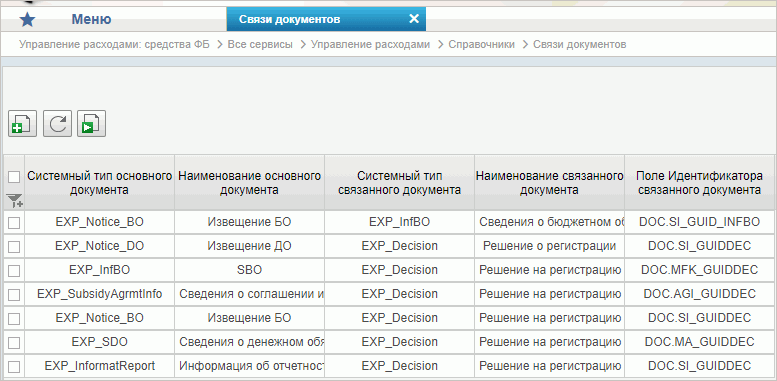 Меню Связи документов
Управление расходами: средства ФБ Все сервисы Управление расходами Справочники Связи документов
Системный тип основного документа Наименование основного документа Системный тип связанного документа Наименование связанного документа Поле Идентификатора связанного документа
EXP_Notice_BO Извещение БО EXP_InfBO Сведения о бюджетном об DOC.SI_GUID_INFBO
EXP_Notice_DO Извещение ДО EXP_Decision Решение о регистрации DOC.SI_GUIDDEC
EXP_InfBO SBO EXP_Decision Решение на регистрацию DOC.MFK_GUIDDEC
EXP_SubsidyAgrmtInfo Сведения о соглашении и EXP_Decision Решение на регистрацию DOC.AGI_GUIDDEC
EXP_Notice_BO Извещение БО EXP_Decision Решение на регистрацию DOC.SI_GUIDDEC
EXP_SDO Сведения о денежном обя EXP_Decision Решение на регистрацию DOC.MA_GUIDDEC
EXP_InformatReport Информация об отчетност EXP_Decision Решение на регистрацию DOC.SI_GUIDDEC